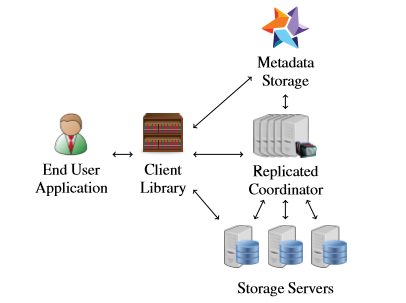 Metadata
Storage
End User
Application
Client
Library
Replicated
Coordinator
Storage Servers